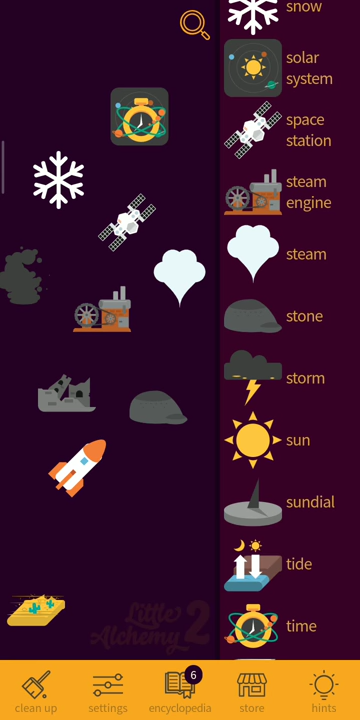 snow
solar
system
space
station
steam
engine
steam
stone
storm
sun
sundial
tide
time
Little
Alchemy 2
6
clean up
settings
encyclopedia
store
hints